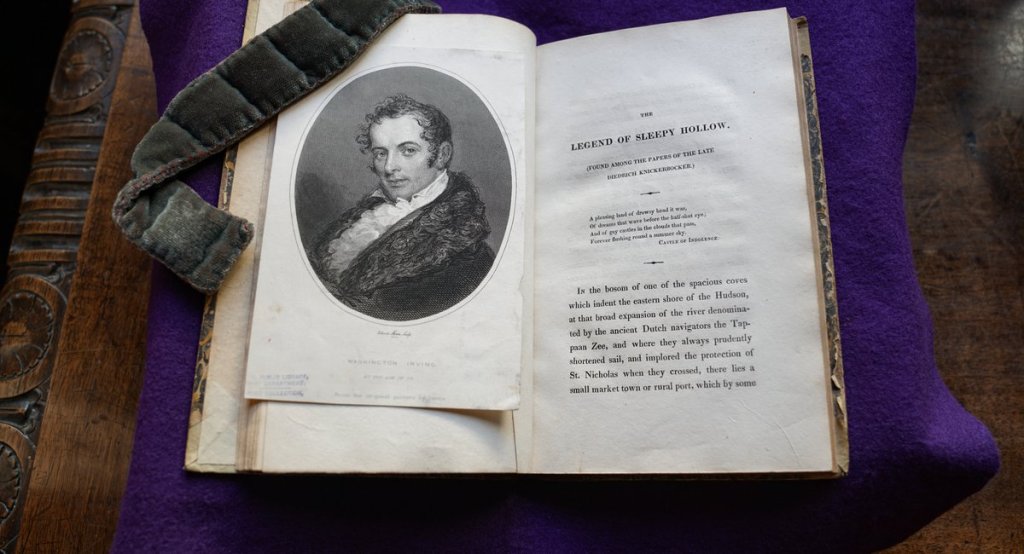 WASHINGTON IRVING.
PUBLIC LIBRARY,
DEPARTMENT,
COLLECTION.
THE
LEGEND OF SLEEPY HOLLOW.
(FOUND AMONG THE PAPERS OF THE LATE
DIEDRICH KNICKERBOCKER.)
A pleasing land of drowsy head it was,
Of dreams that wave before the half-shut eye;
And of gay castles in the clouds that pass,
Forever flushing round a summer sky.
CASTLE OF INDOLENCE.
In the bosom of one of the spacious coves
which indent the eastern shore of the Hudson,
at that broad expansion of the river denomina-
ted by the ancient Dutch navigators the Tap-
paan Zee, and where they always prudently
shortened sail, and implored the protection of
St. Nicholas when they crossed, there lies a
small market town or rural port, which by some